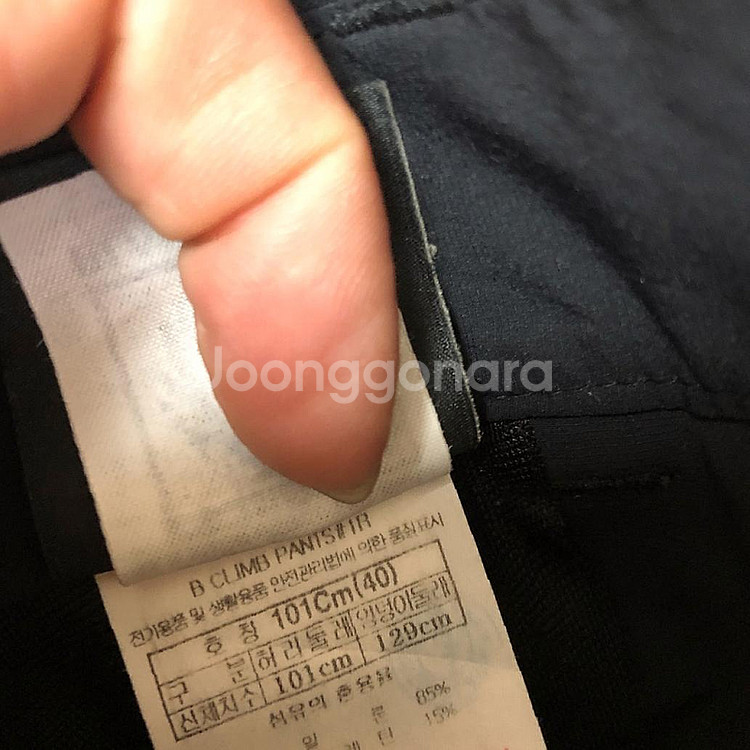 Joonggonara
B CLIMB PANTS#1R
전기용품 및 생활용품 안전관리법에 의한 품질표시
호 칭 101Cm(40)
구 분 허리둘레 엉덩이둘레
신체치수 101cm 129cm
섬유의 혼용율
85%
15%